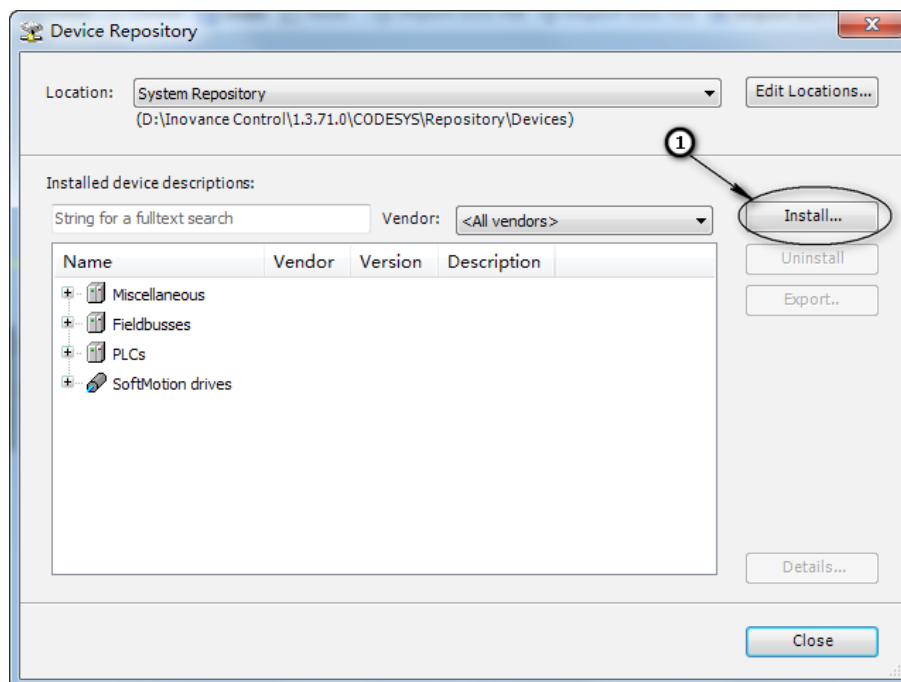 Device Repository
Location:
System Repository
Edit Locations...
(D:\Inovance Control\1.3.71.0\CODESYS\Repository\Devices)
1
Installed device descriptions:
String for a fulltext search
Vendor:
<All vendors>
Install...
Name Vendor Version Description
Uninstall
Miscellaneous
Export..
Fieldbusses
PLCs
SoftMotion drives
Details...
Close